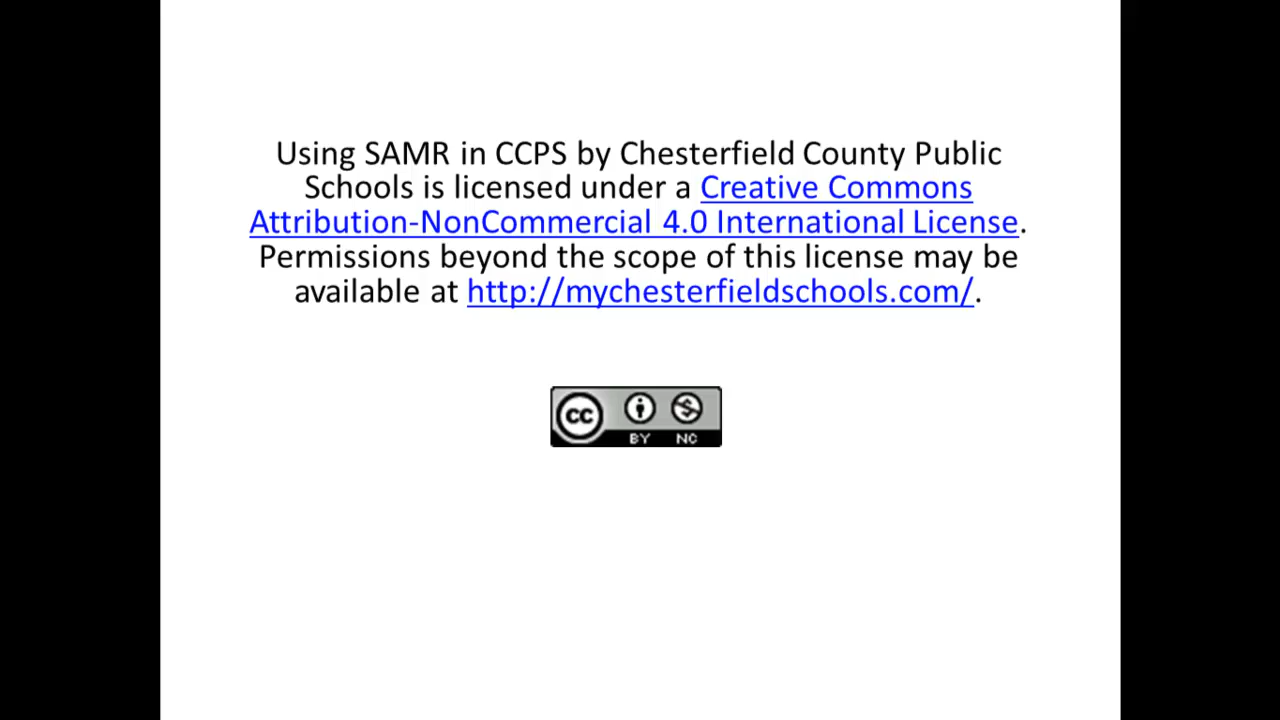 Using SAMR in CCPS by Chesterfield County Public
Schools is licensed under a Creative Commons
Attribution-NonCommercial 4.0 International License.
Permissions beyond the scope of this license may be
available at http://mychesterfieldschools.com/.
CC
BY NC